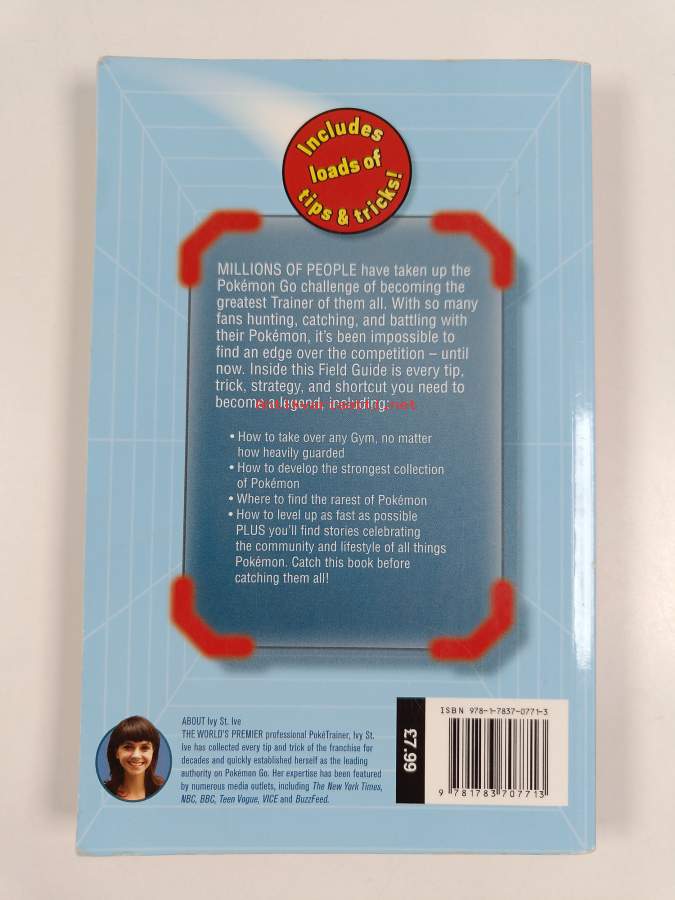 Includes
loads of
tips & tricks!
MILLIONS OF PEOPLE have taken up the
Pokémon Go challenge of becoming the
greatest Trainer of them all. With so many
fans hunting, catching, and battling with
their Pokémon, it's been impossible to
find an edge over the competition – until
now. Inside this Field Guide is every tip,
trick, strategy, and shortcut you need to
become a legend, including:
• How to take over any Gym, no matter
how heavily guarded
• How to develop the strongest collection
of Pokémon
• Where to find the rarest of Pokémon
• How to level up as fast as possible
PLUS you'll find stories celebrating
the community and lifestyle of all things
Pokémon. Catch this book before
catching them all!
ABOUT Ivy St. Ive
THE WORLD'S PREMIER professional PokéTrainer, Ivy St.
Ive has collected every tip and trick of the franchise for
decades and quickly established herself as the leading
authority on Pokémon Go. Her expertise has been featured
by numerous media outlets, including The New York Times,
NBC, BBC, Teen Vogue, VICE and BuzzFeed.
£7.99
ISBN 978-1-7837-0771-3
9 781783 707713